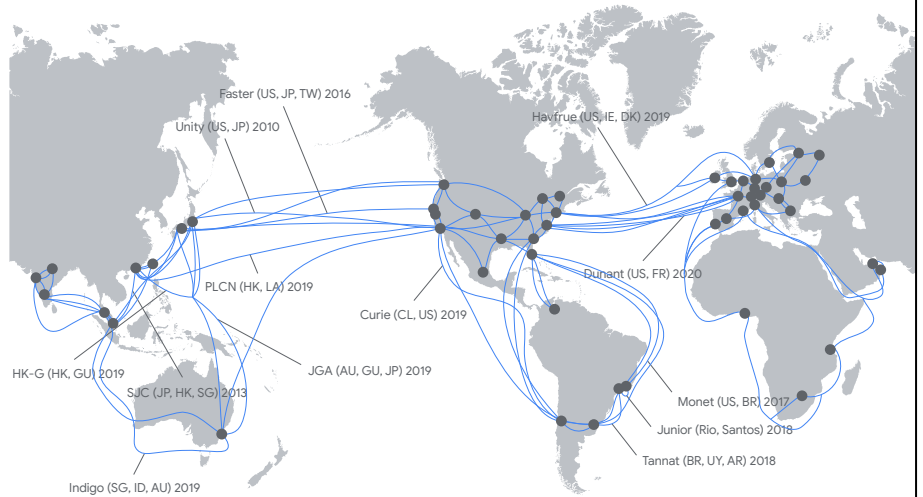 Faster (US, JP, TW) 2016
Unity (US, JP) 2010
Havfrue (US, IE, DK) 2019
PLCN (HK, LA) 2019
Dunant (US, FR) 2020
Curie (CL, US) 2019
HK-G (HK, GU) 2019
JGA (AU, GU, JP) 2019
SJC (JP, HK, SG) 2013
Monet (US, BR) 2017
Junior (Rio, Santos) 2018
Tannat (BR, UY, AR) 2018
Indigo (SG, ID, AU) 2019